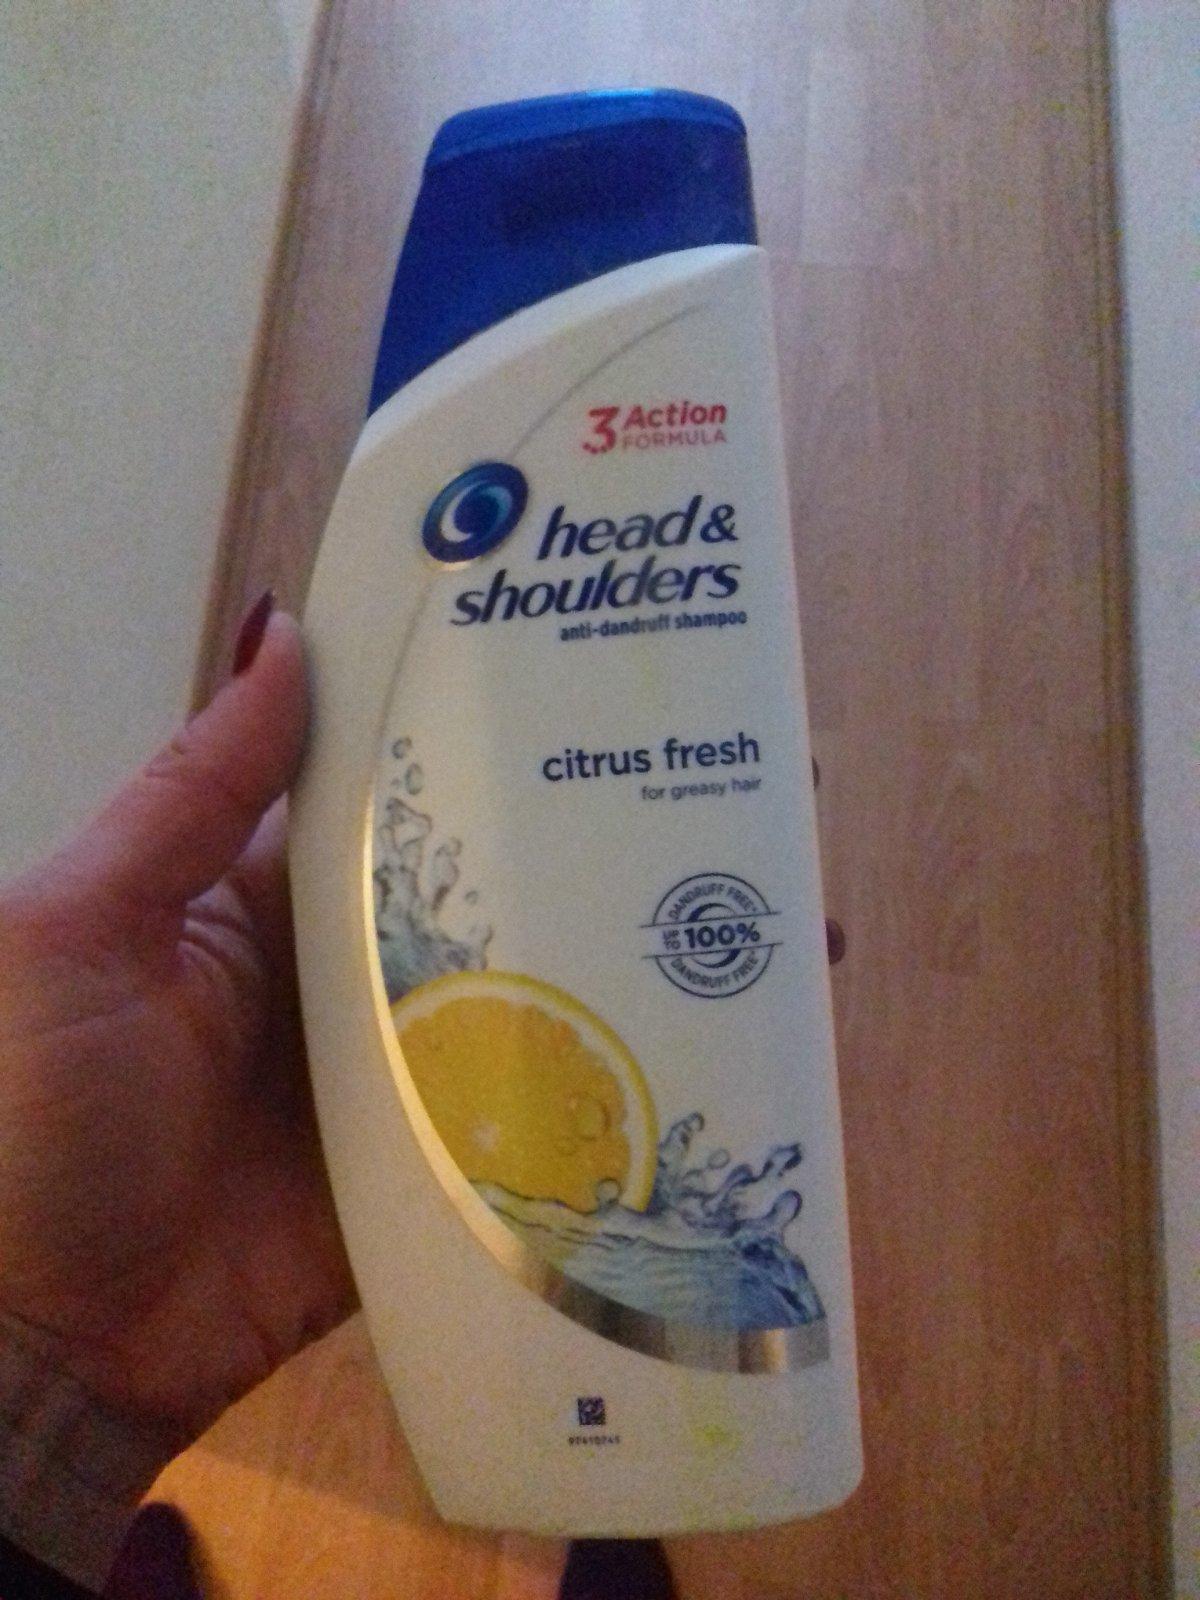 3 Action
FORMULA
head &
shoulders
anti-dandruff shampoo
citrus fresh
for greasy hair
DANDRUFF FREE*
UP TO 100%
DANDRUFF FREE*